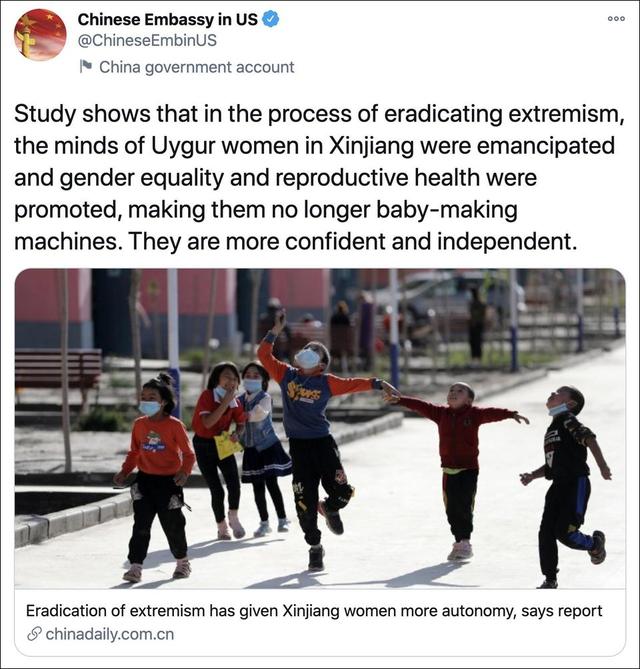 Chinese Embassy in US
@ChineseEmbinUS
China government account
Study shows that in the process of eradicating extremism,
the minds of Uygur women in Xinjiang were emancipated
and gender equality and reproductive health were
promoted, making them no longer baby-making
machines. They are more confident and independent.
Eradication of extremism has given Xinjiang women more autonomy, says report
chinadaily.com.cn